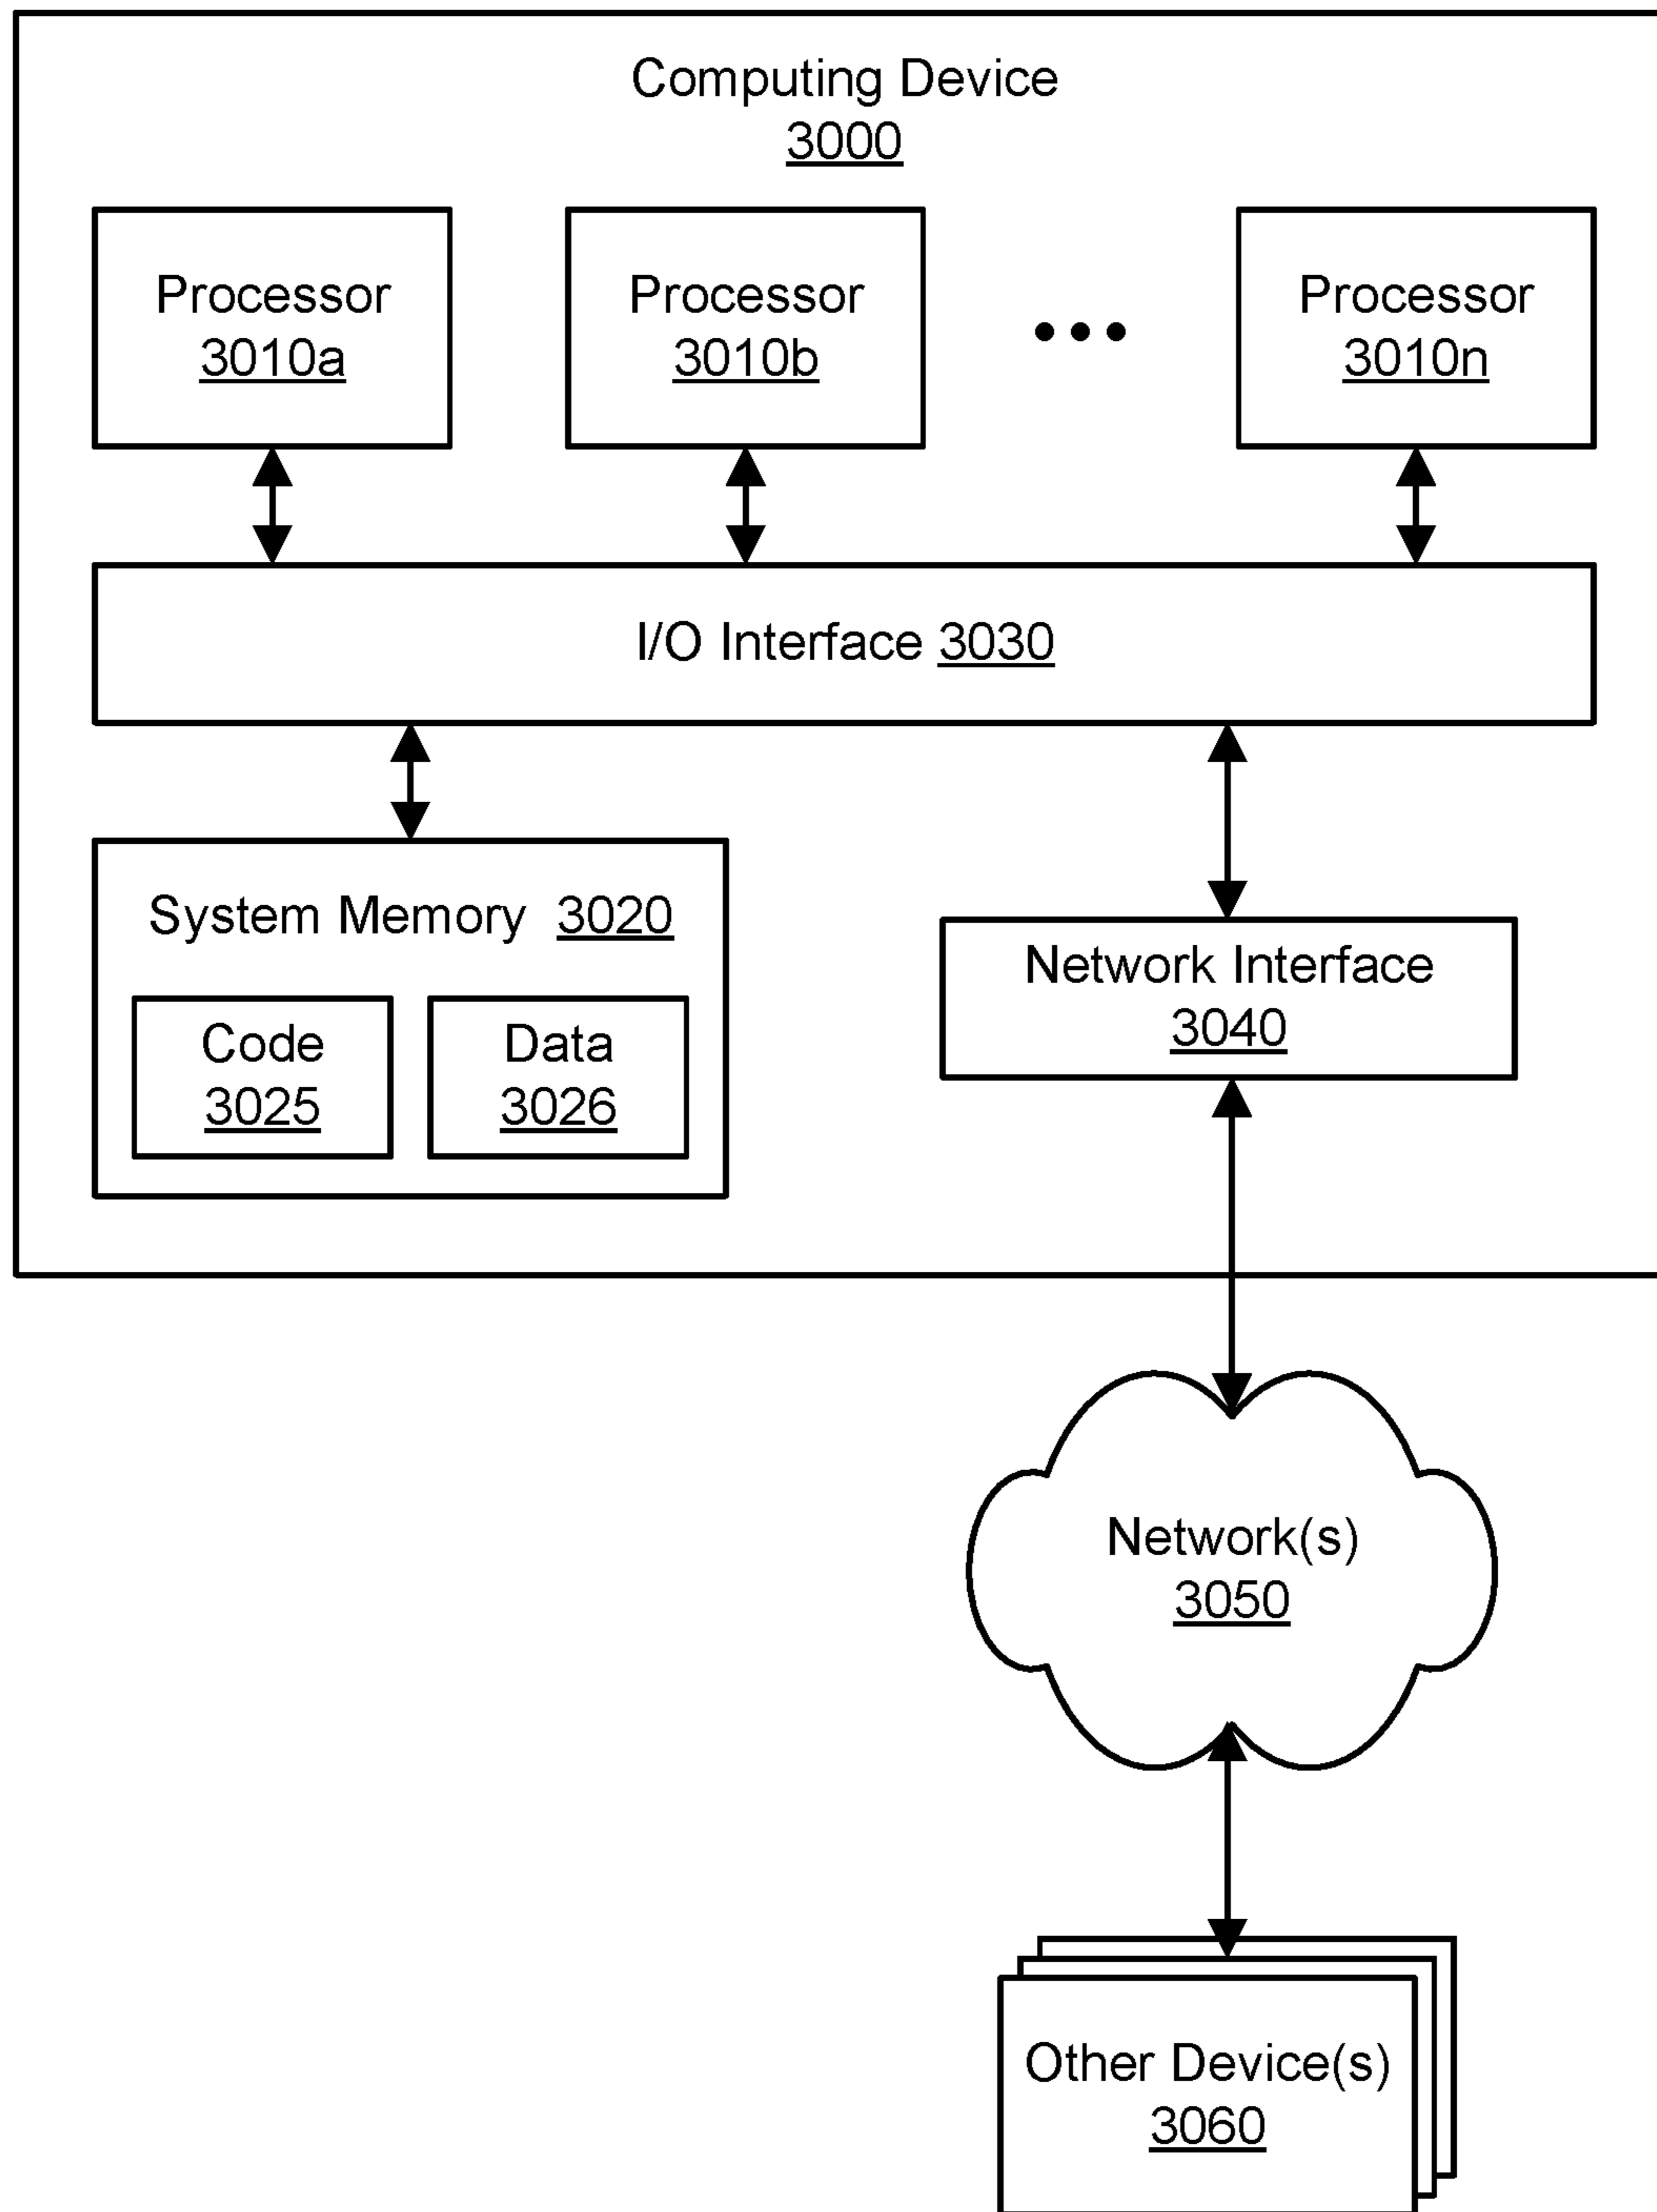 Computing Device
3000
Processor
3010a
Processor
3010b
Processor
3010n
I/O Interface 3030
System Memory 3020
Code
3025
Data
3026
Network Interface
3040
Network(s)
3050
Other Device(s)
3060